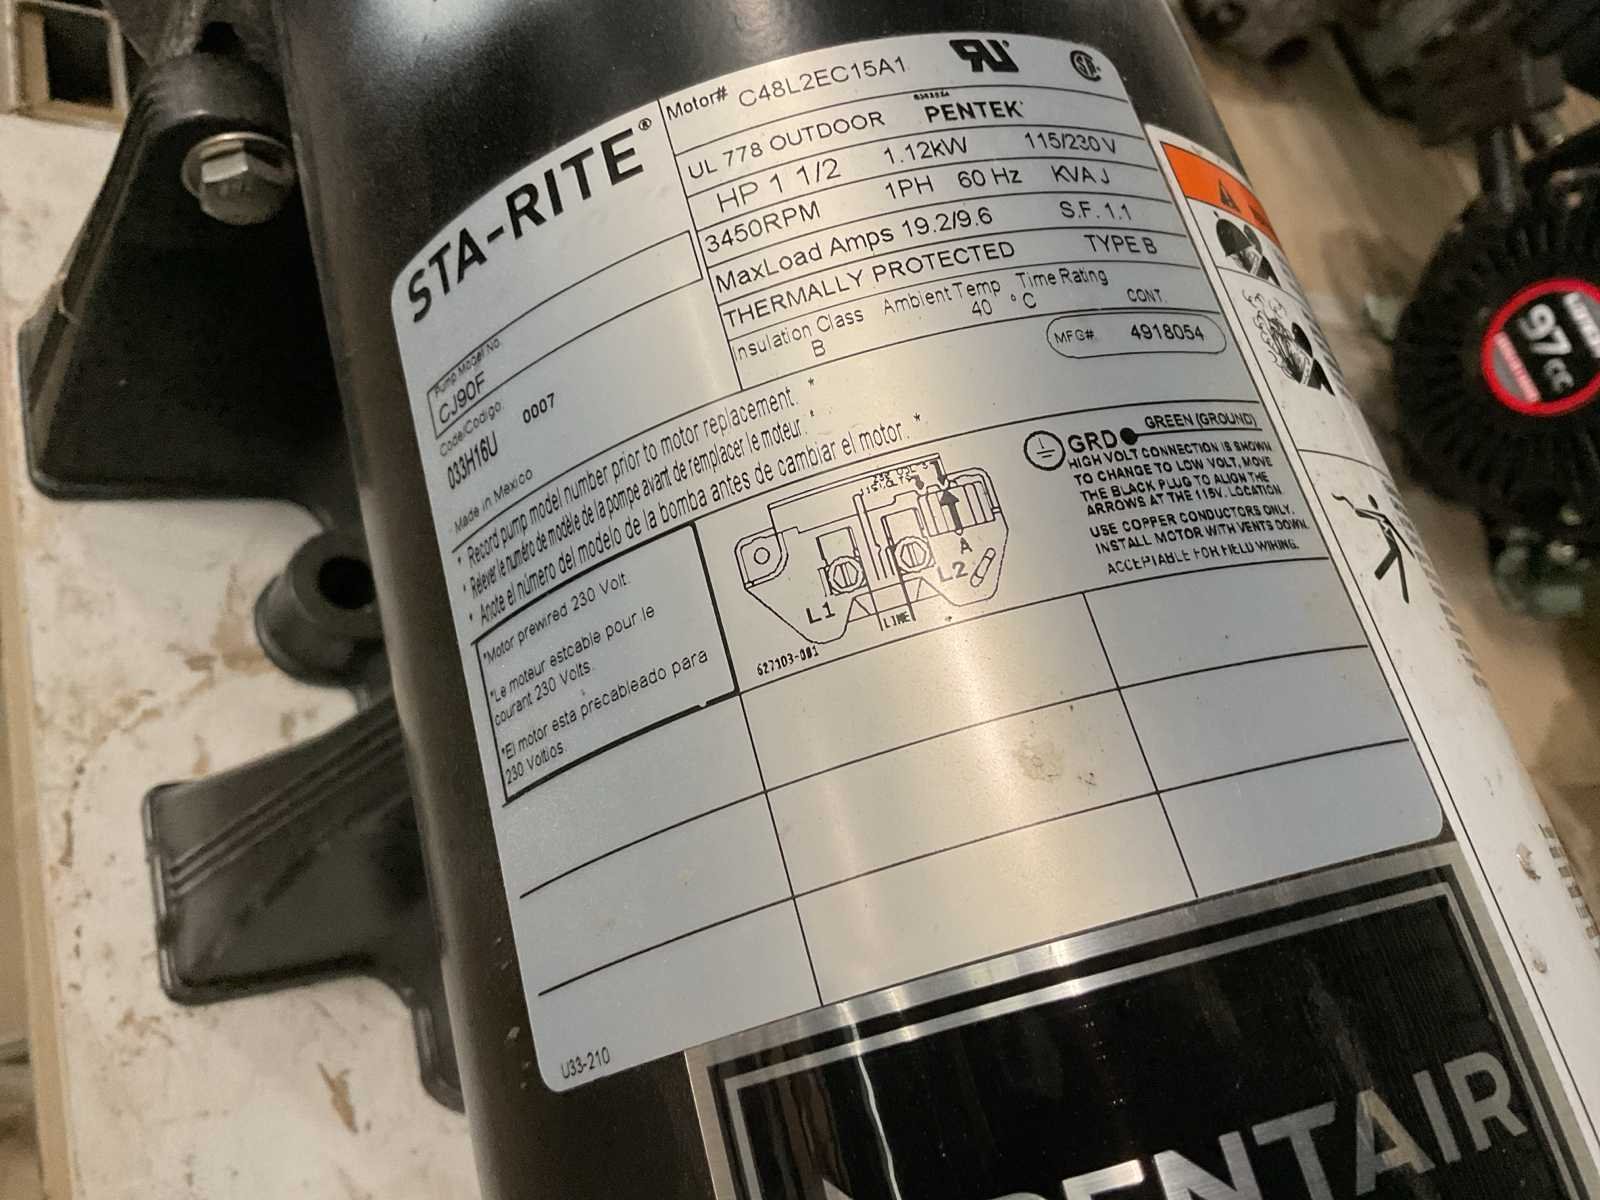 STA-RITE®
Motor# C48L2EC15A1
UL 778 OUTDOOR PENTEK
HP 1 1/2 1.12KW 115/230 V
3450RPM 1PH 60 Hz KVA J
MaxLoad Amps 19.2/9.6 S.F. 1.1
THERMALLY PROTECTED TYPE B
Insulation Class Ambient Temp Time Rating
B 40 °C CONT.
MFG# 4918054
Pump Model No.
CJ90F
Code/Codigo:
033H16U 0007
Made in Mexico
* Record pump model number prior to motor replacement. *
* Relever le numéro de modèle de la pompe avant de remplacer le moteur. *
* Anote el número del modelo de la bomba antes de cambiar el motor. *
*Motor prewired 230 Volt.
*Le moteur estcable pour le
courant 230 Volts.
*El motor esta precableado para
230 Voltios.
L1
LINE
L2
A
627103-001
GRD GREEN (GROUND)
HIGH VOLT CONNECTION IS SHOWN
TO CHANGE TO LOW VOLT, MOVE
THE BLACK PLUG TO ALIGN THE
ARROWS AT THE 115V. LOCATION.
USE COPPER CONDUCTORS ONLY.
INSTALL MOTOR WITH VENTS DOWN.
ACCEPTABLE FOR FIELD WIRING.
U33-210
PENTAIR
97cc